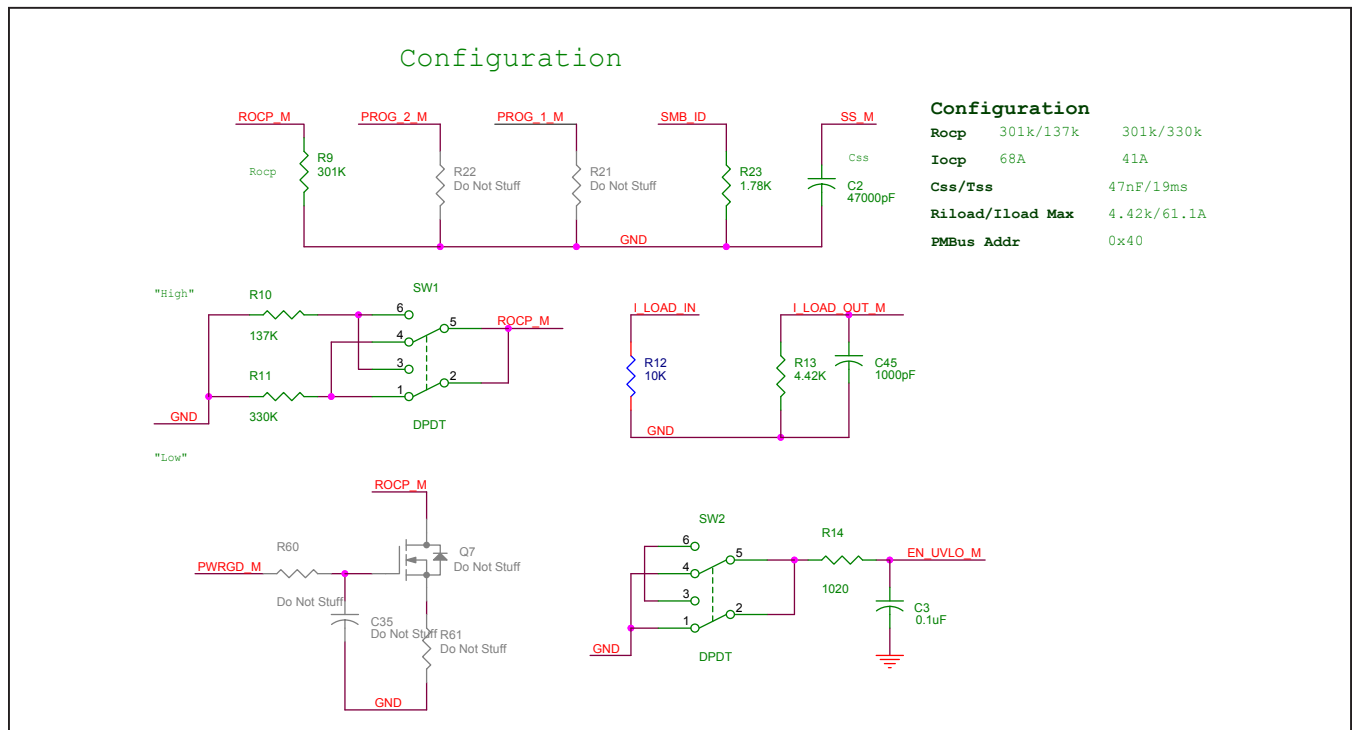 Configuration
ROCP_M
PROG_2_M
PROG_1_M
SMB_ID
SS_M
Rocp
R9
301K
R22
Do Not Stuff
R21
Do Not Stuff
R23
1.78K
Css
C2
47000pF
GND
Configuration
Rocp 301k/137k 301k/330k
Iocp 68A 41A
Css/Tss 47nF/19ms
Riload/Iload Max 4.42k/61.1A
PMBus Addr 0x40
"High"
R10
137K
R11
330K
GND
"Low"
SW1
6
5
4
3
2
1
DPDT
ROCP_M
I_LOAD_IN
R12
10K
GND
I_LOAD_OUT_M
R13
4.42K
C45
1000pF
ROCP_M
R60
PWRGD_M
Do Not Stuff
Q7
Do Not Stuff
C35
Do Not Stuff
R61
Do Not Stuff
GND
SW2
6
5
4
3
2
1
DPDT
GND
R14
1020
EN_UVLO_M
C3
0.1uF